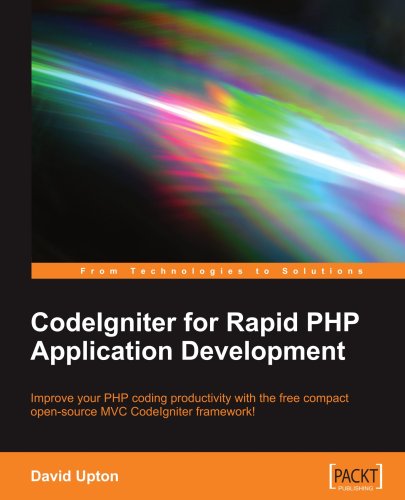 From Technologies to Solutions
CodeIgniter for Rapid PHP
Application Development
Improve your PHP coding productivity with the free compact
open-source MVC CodeIgniter framework!
David Upton
PACKT
PUBLISHING